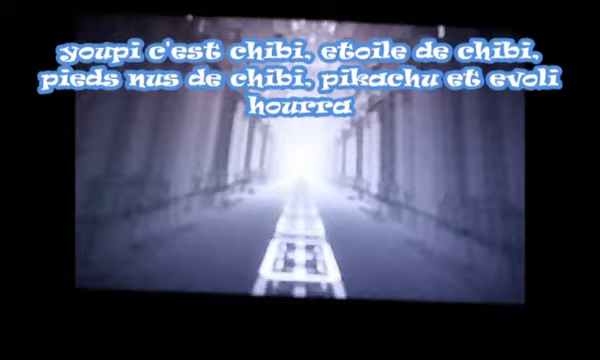 youpi c'est chibi, etoile de chibi,
pieds nus de chibi, pikachu et evoli
hourra